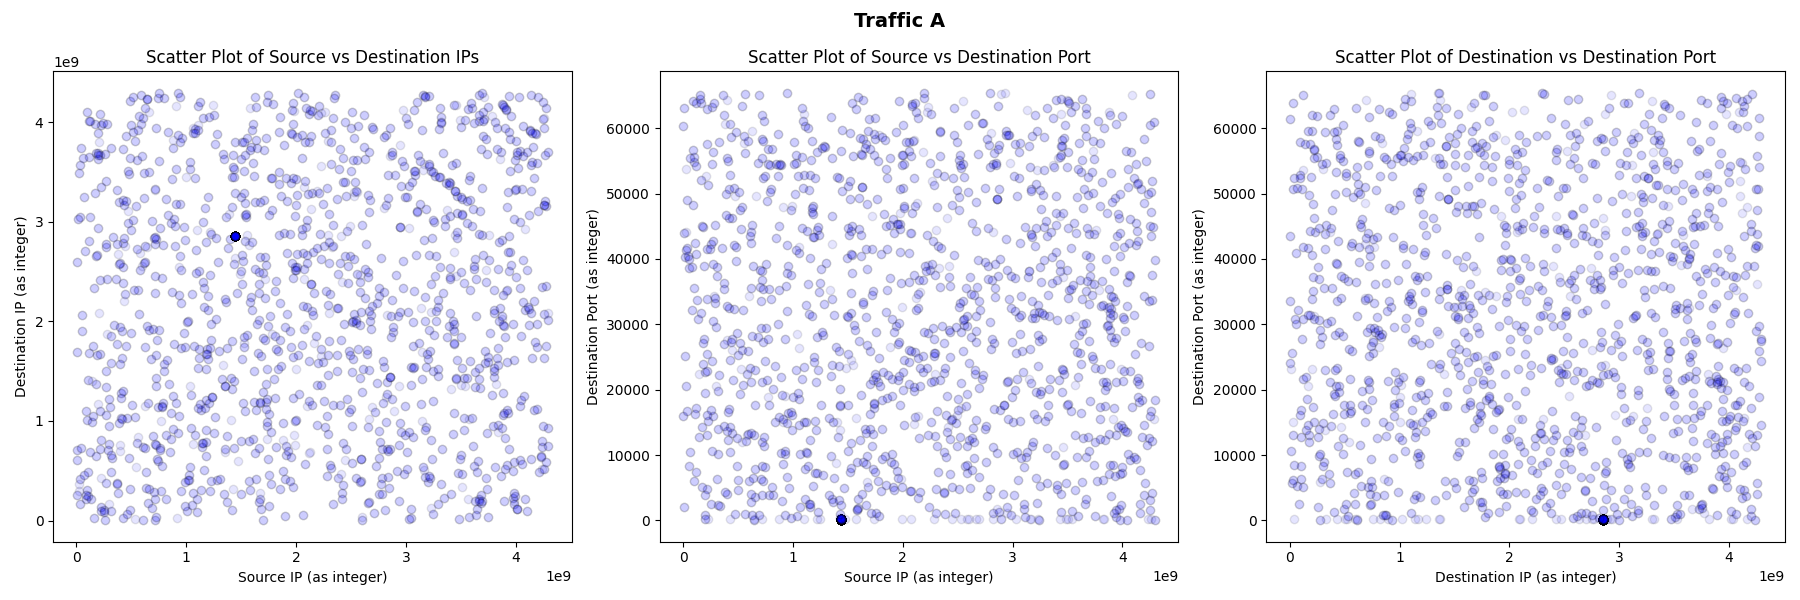 Traffic A
Scatter Plot of Source vs Destination IPs
1e9
Destination IP (as integer)
4
3
2
1
0
0 1 2 3 4
1e9
Source IP (as integer)
Scatter Plot of Source vs Destination Port
Destination Port (as integer)
60000
50000
40000
30000
20000
10000
0
0 1 2 3 4
1e9
Source IP (as integer)
Scatter Plot of Destination vs Destination Port
Destination Port (as integer)
60000
50000
40000
30000
20000
10000
0
0 1 2 3 4
1e9
Destination IP (as integer)